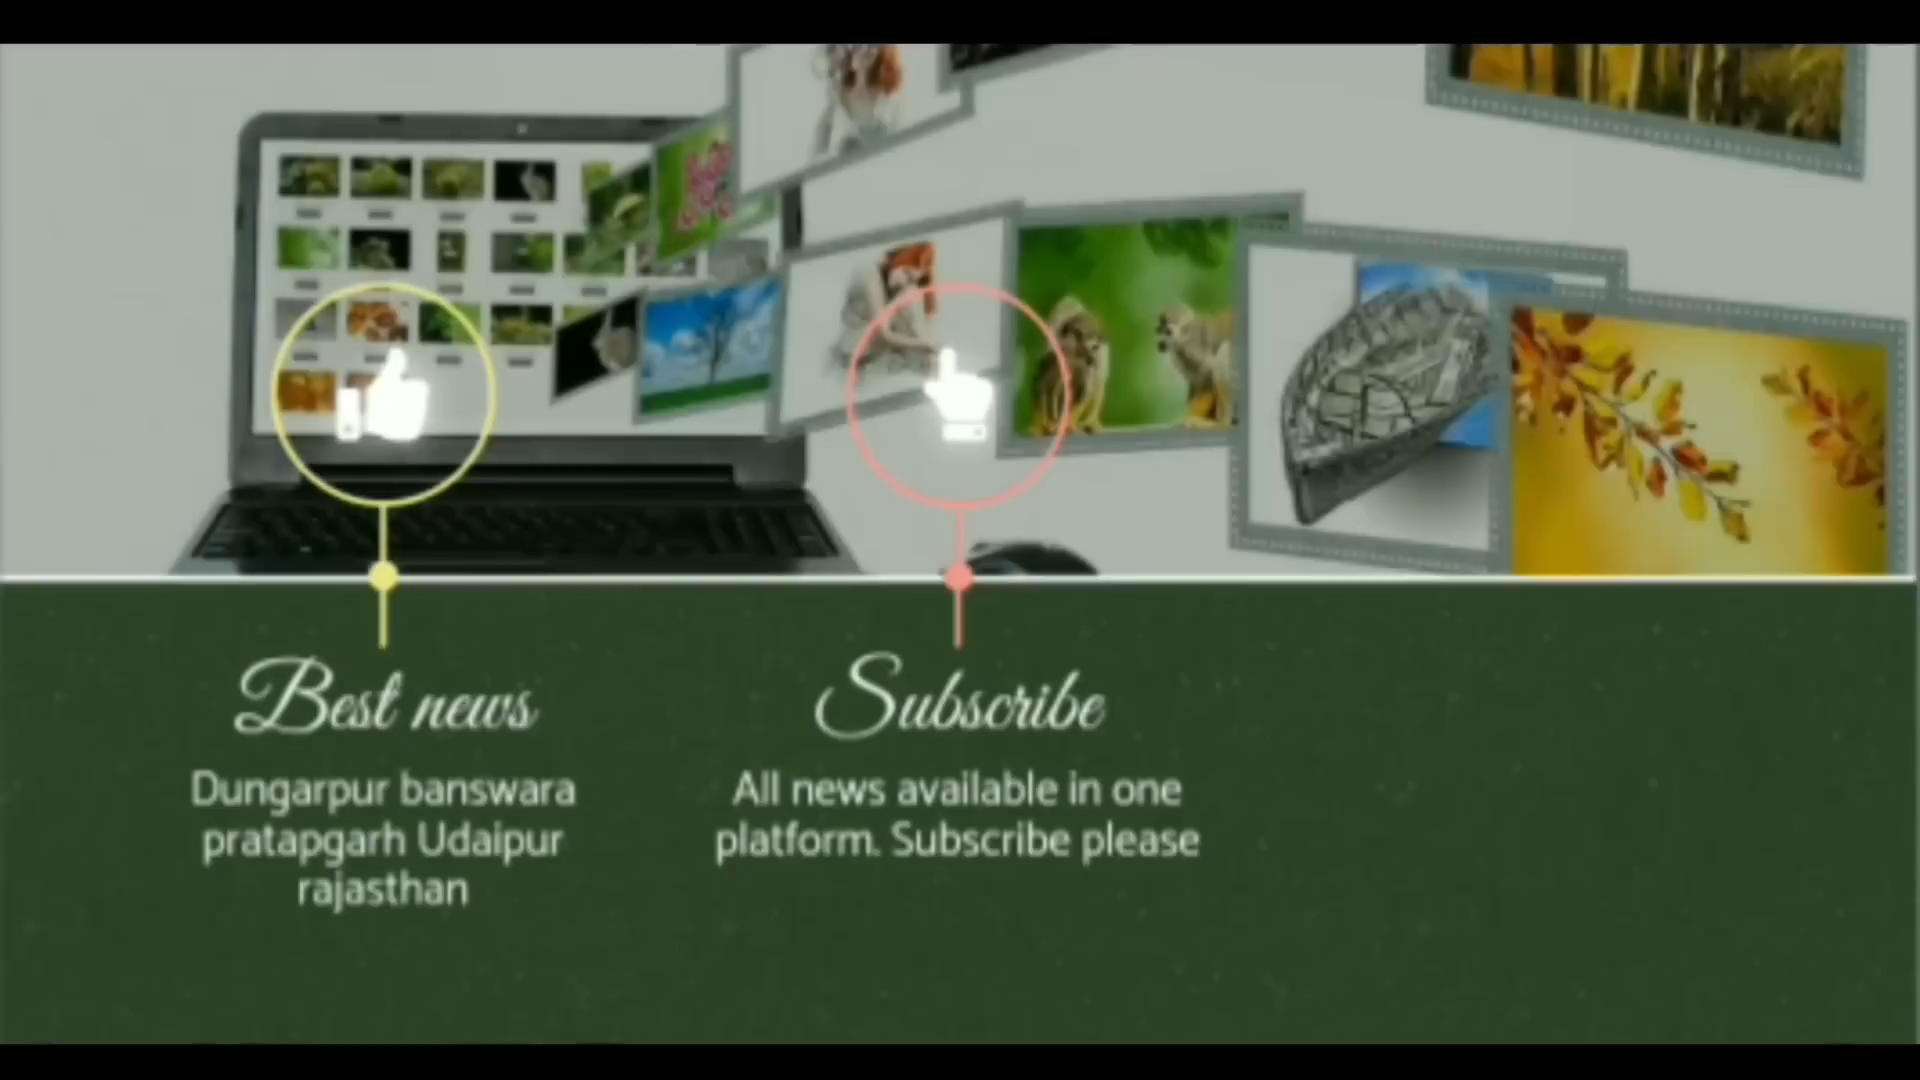 Best news
Dungarpur banswara
pratapgarh Udaipur
rajasthan
Subscribe
All news available in one
platform. Subscribe please